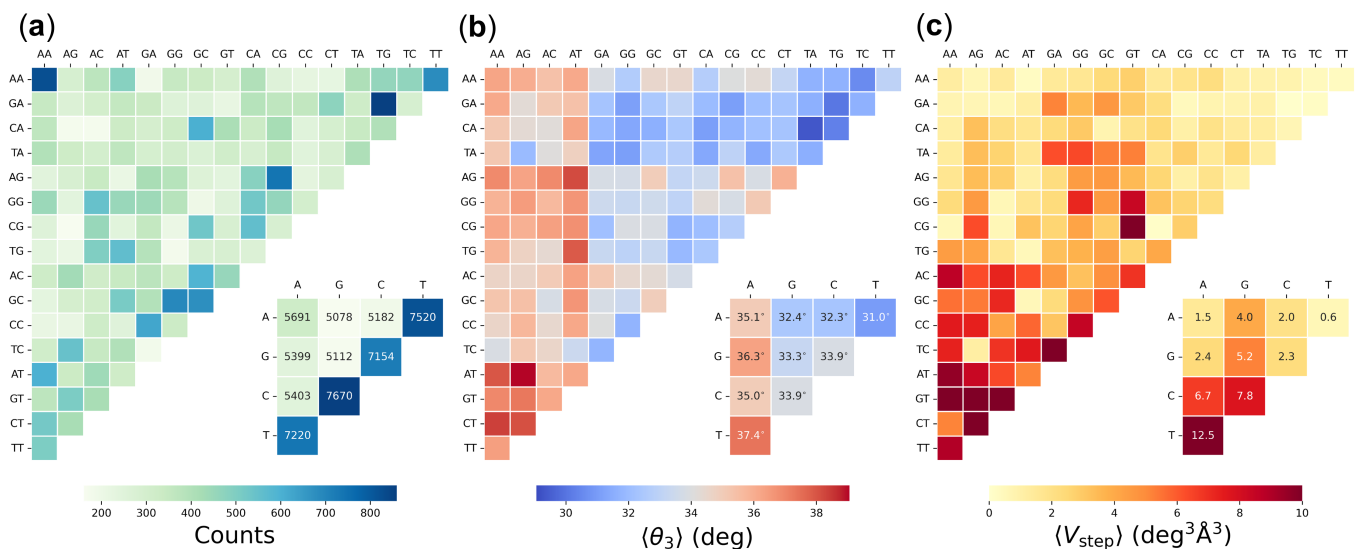 (a)
(b)
(c)
AA AG AC AT GA GG GC GT CA CG CC CT TA TG TC TT
AA AG AC AT GA GG GC GT CA CG CC CT TA TG TC TT
AA AG AC AT GA GG GC GT CA CG CC CT TA TG TC TT
AA
GA
CA
TA
AG
GG
CG
TG
AC
GC
CC
TC
AT
GT
CT
TT
A G C T
A 5691 5078 5182 7520
G 5399 5112 7154
C 5403 7670
T 7220
200 300 400 500 600 700 800
Counts
AA
GA
CA
TA
AG
GG
CG
TG
AC
GC
CC
TC
AT
GT
CT
TT
A G C T
A 35.1° 32.4° 32.3° 31.0°
G 36.3° 33.3° 33.9°
C 35.0° 33.9°
T 37.4°
30 32 34 36 38
⟨θ₃⟩ (deg)
AA
GA
CA
TA
AG
GG
CG
TG
AC
GC
CC
TC
AT
GT
CT
TT
A G C T
A 1.5 4.0 2.0 0.6
G 2.4 5.2 2.3
C 6.7 7.8
T 12.5
0 2 4 6 8 10
⟨V_step⟩ (deg³Å³)